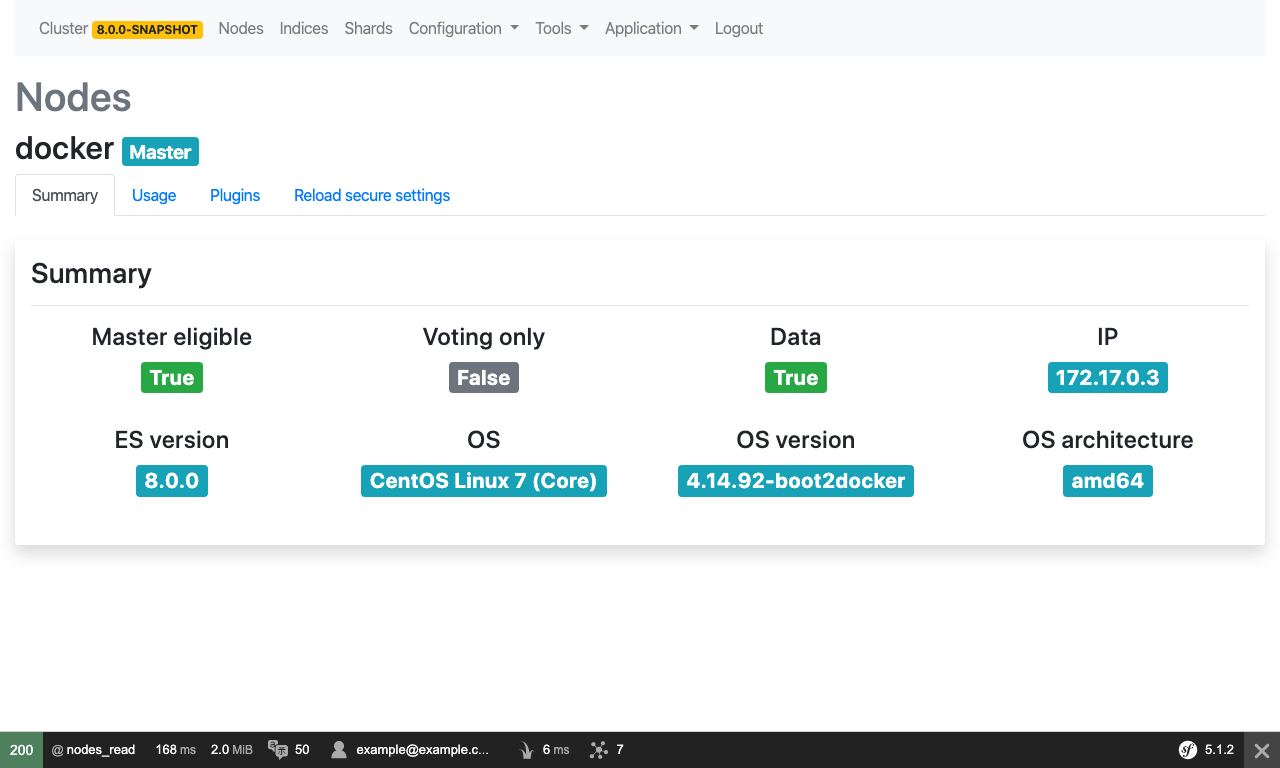 Cluster 8.0.0-SNAPSHOT Nodes Indices Shards Configuration Tools Application Logout
Nodes
docker Master
Summary Usage Plugins Reload secure settings
Summary
Master eligible Voting only Data IP
True False True 172.17.0.3
ES version OS OS version OS architecture
8.0.0 CentOS Linux 7 (Core) 4.14.92-boot2docker amd64
200 @ nodes_read 168 ms 2.0 MiB 50 example@example.c... 6 ms 7 sf 5.1.2